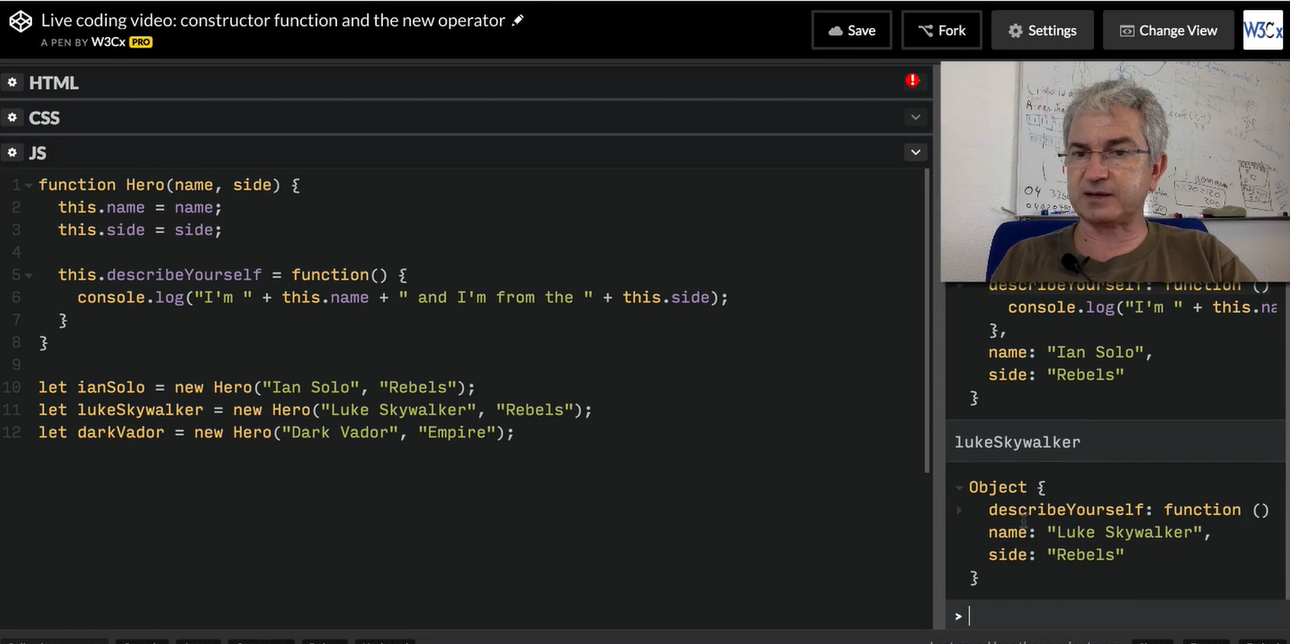 Live coding video: constructor function and the new operator
A PEN BY W3Cx PRO
Save
Fork
Settings
Change View
W3Cx
HTML
CSS
JS
1 function Hero(name, side) {
2 this.name = name;
3 this.side = side;
4
5 this.describeYourself = function() {
6 console.log("I'm " + this.name + " and I'm from the " + this.side);
7 }
8 }
9
10 let ianSolo = new Hero("Ian Solo", "Rebels");
11 let lukeSkywalker = new Hero("Luke Skywalker", "Rebels");
12 let darkVador = new Hero("Dark Vador", "Empire");
describeYourself: function ()
console.log("I'm " + this.na
},
name: "Ian Solo",
side: "Rebels"
}
lukeSkywalker
Object {
describeYourself: function ()
name: "Luke Skywalker",
side: "Rebels"
}
>